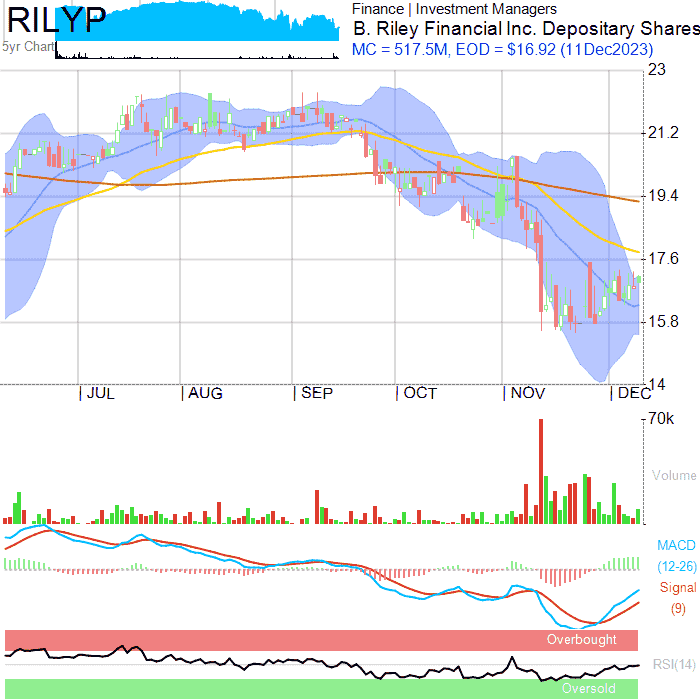 RILYP
5yr Chart
Finance | Investment Managers
B. Riley Financial Inc. Depositary Shares
MC = 517.5M, EOD = $16.92 (11Dec2023)
23
21.2
19.4
17.6
15.8
14
| JUL | AUG | SEP | OCT | NOV | DEC
70k
Volume
MACD
(12-26)
Signal
(9)
Overbought
RSI(14)
Oversold